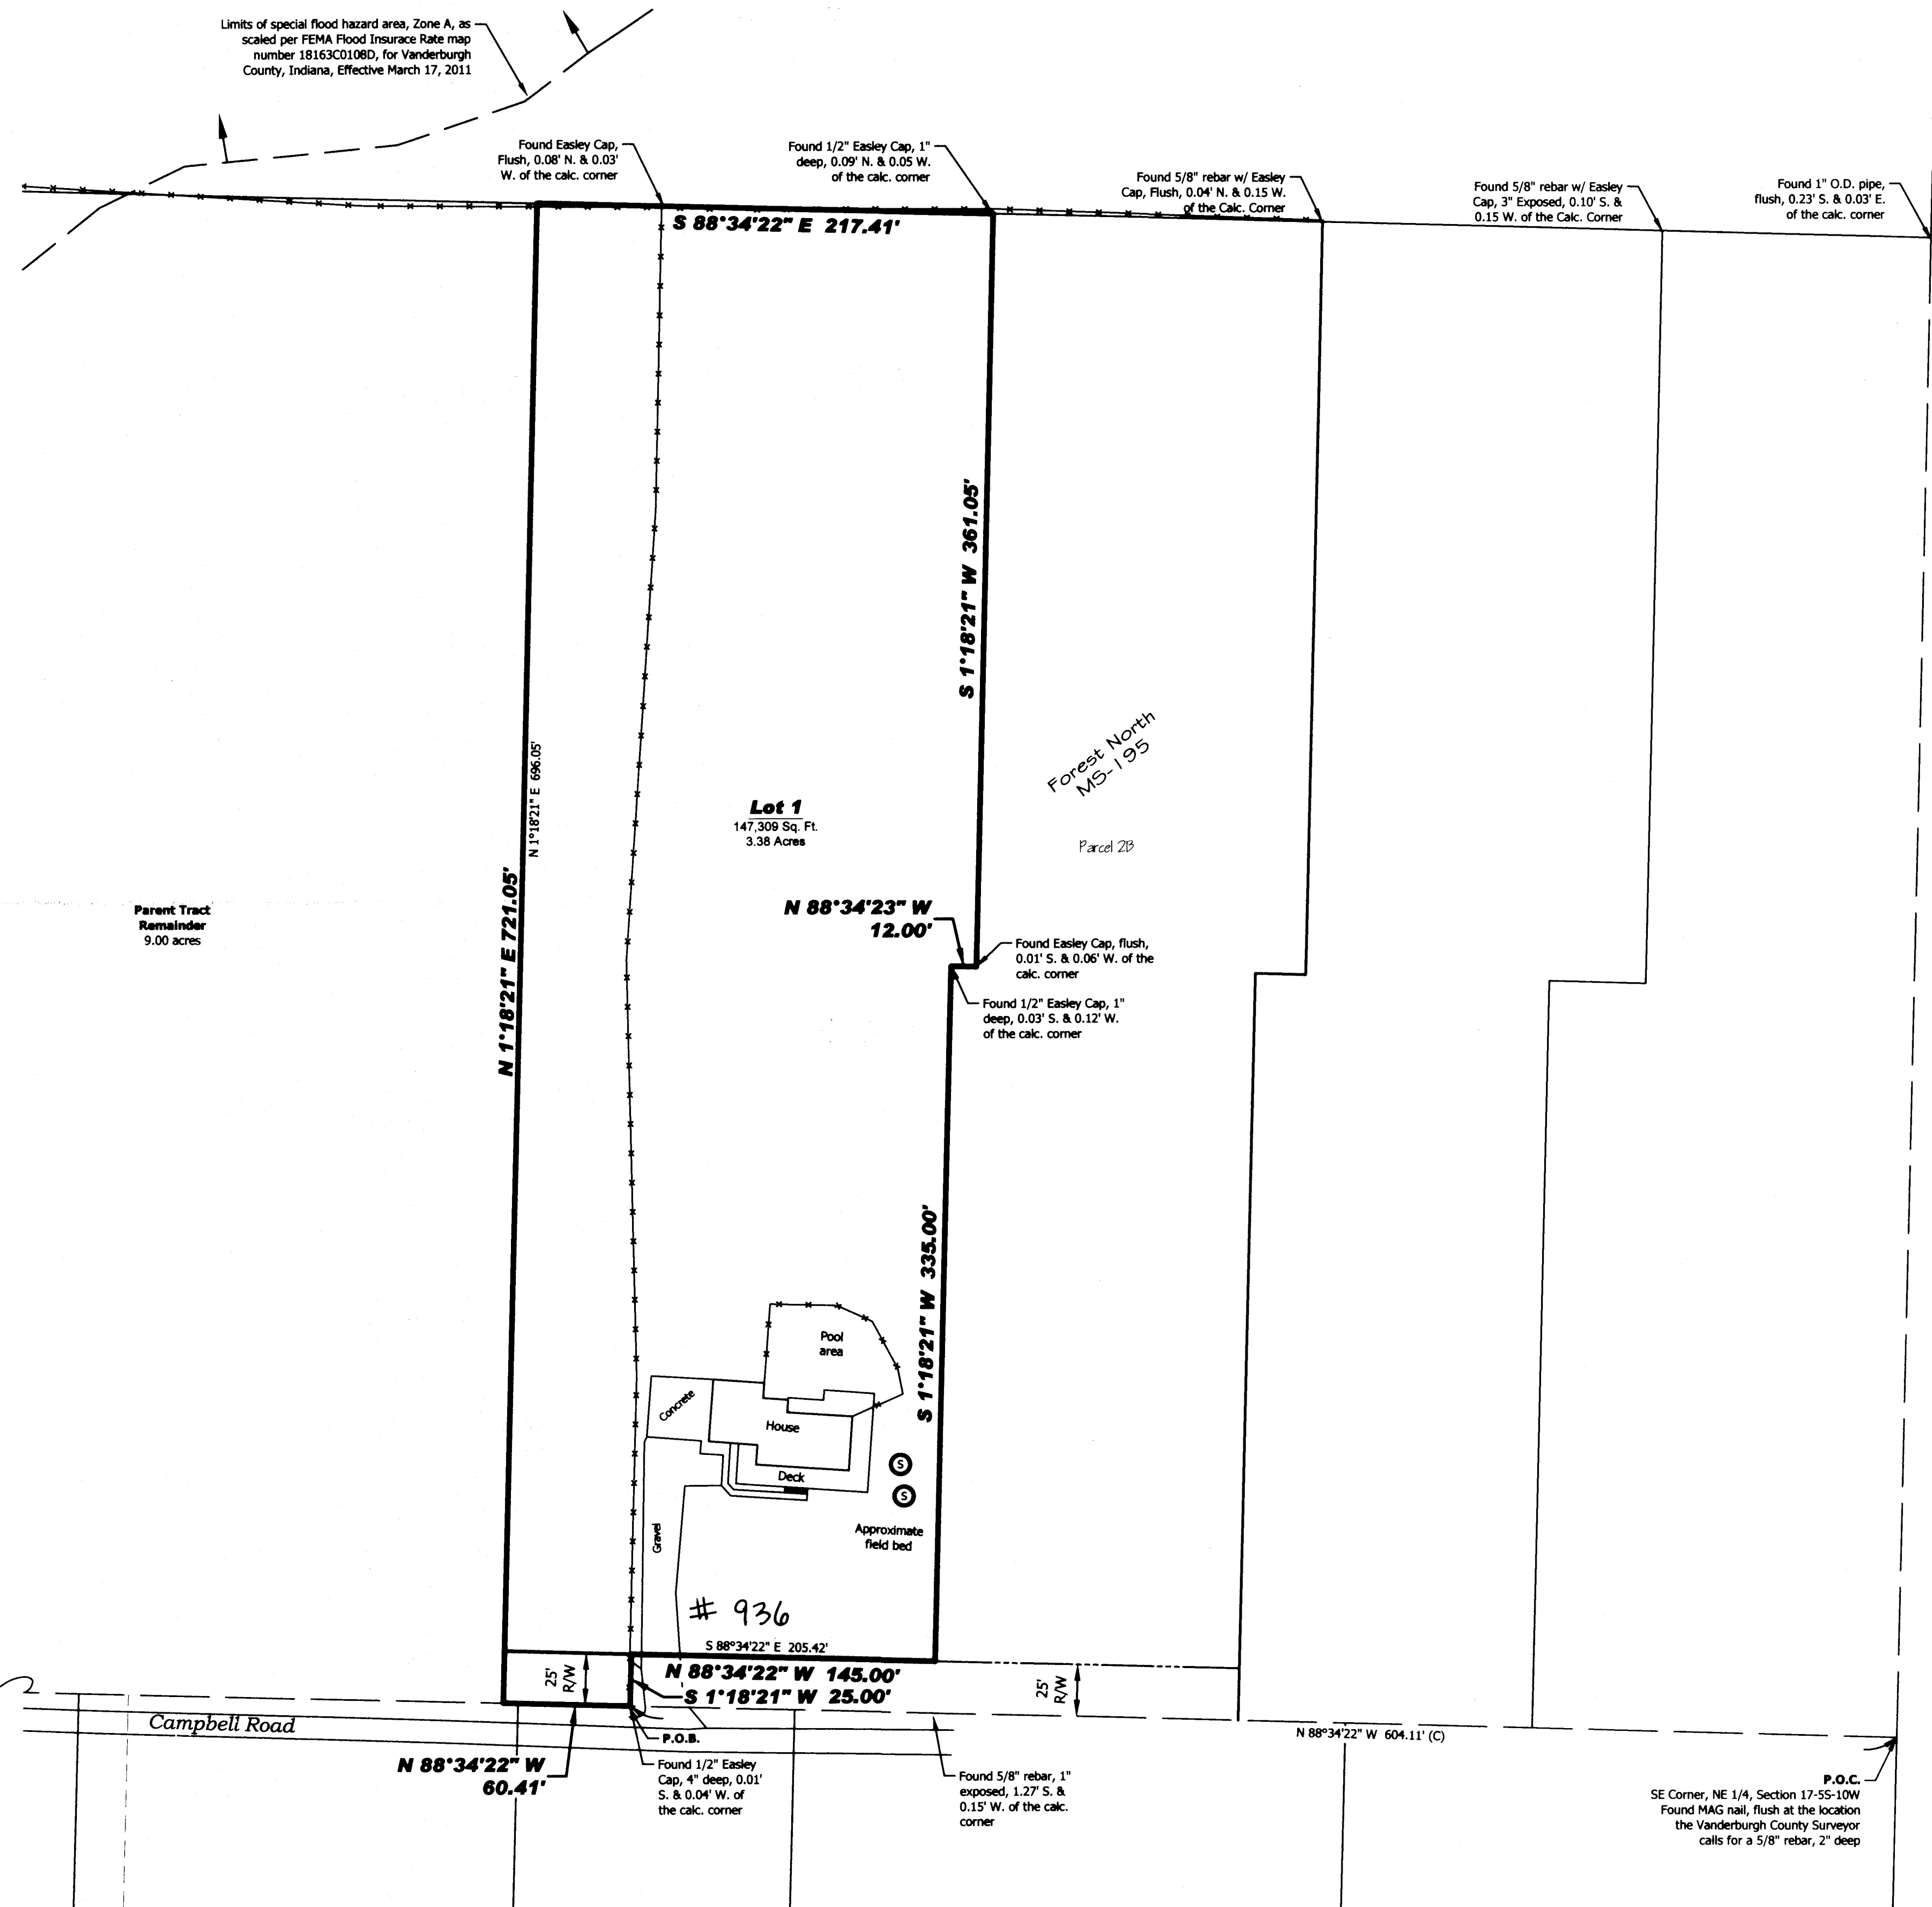 Limits of special flood hazard area, Zone A, as
scaled per FEMA Flood Insurace Rate map
number 18163C0108D, for Vanderburgh
County, Indiana, Effective March 17, 2011
Found Easley Cap,
Flush, 0.08' N. & 0.03'
W. of the calc. corner
Found 1/2" Easley Cap, 1"
deep, 0.09' N. & 0.05 W.
of the calc. corner
Found 5/8" rebar w/ Easley
Cap, Flush, 0.04' N. & 0.15 W.
of the Calc. Corner
Found 5/8" rebar w/ Easley
Cap, 3" Exposed, 0.10' S. &
0.15 W. of the Calc. Corner
Found 1" O.D. pipe,
flush, 0.23' S. & 0.03' E.
of the calc. corner
S 88°34'22" E 217.41'
S 1°18'21" W 361.05'
Forest North
MS-195
Parcel 2B
N 1°18'21" E 696.05'
Lot 1
147,309 Sq. Ft.
3.38 Acres
N 1°18'21" E 721.05'
Parent Tract
Remainder
9.00 acres
N 88°34'23" W
12.00'
Found Easley Cap, flush,
0.01' S. & 0.06' W. of the
calc. corner
Found 1/2" Easley Cap, 1"
deep, 0.03' S. & 0.12' W.
of the calc. corner
S 1°18'21" W 335.00'
Pool
area
Concrete
House
Deck
S
S
Approximate
field bed
Gravel
# 936
S 88°34'22" E 205.42'
25'
R/W
N 88°34'22" W 145.00'
S 1°18'21" W 25.00'
25'
R/W
Campbell Road
P.O.B.
N 88°34'22" W
60.41'
Found 1/2" Easley
Cap, 4" deep, 0.01'
S. & 0.04' W. of
the calc. corner
Found 5/8" rebar, 1"
exposed, 1.27' S. &
0.15' W. of the calc.
corner
N 88°34'22" W 604.11' (C)
P.O.C.
SE Corner, NE 1/4, Section 17-5S-10W
Found MAG nail, flush at the location
the Vanderburgh County Surveyor
calls for a 5/8" rebar, 2" deep